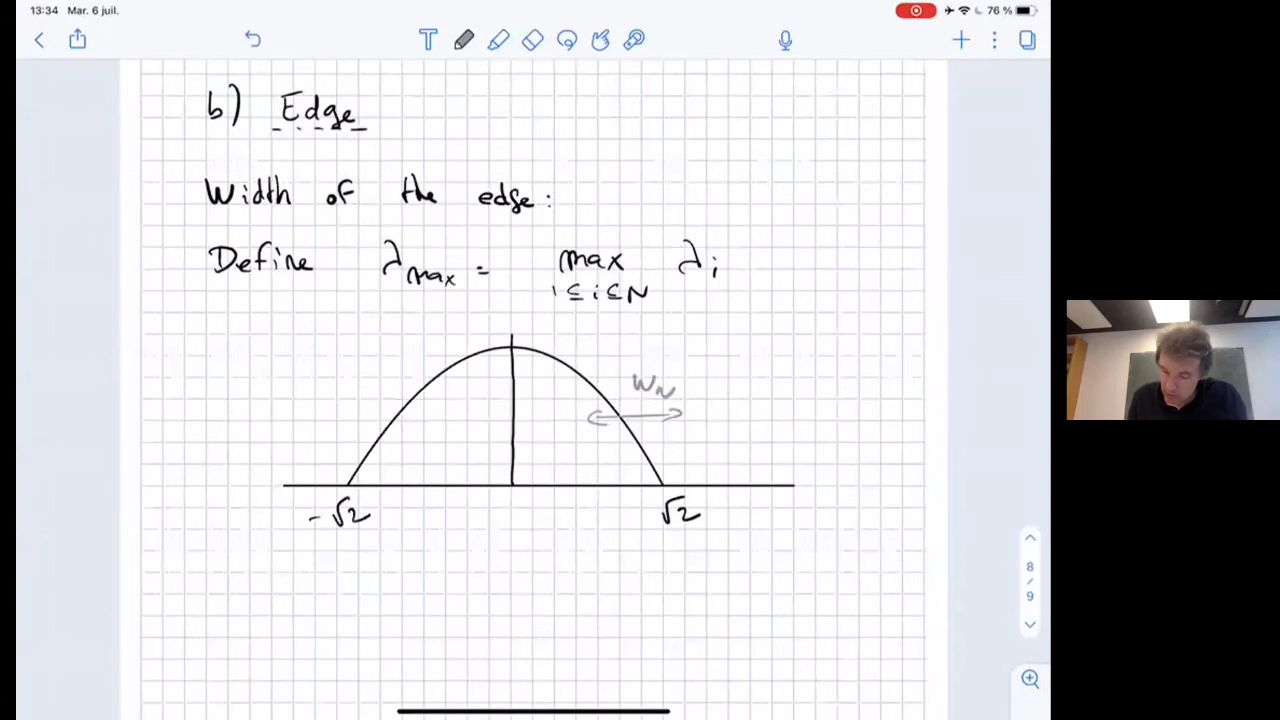 13:34 Mar. 6 juil.
76 %
b) Edge
Width of the edge:
Define λmax = max λi
1≤i≤N
WN
-√2 √2
8
/
9